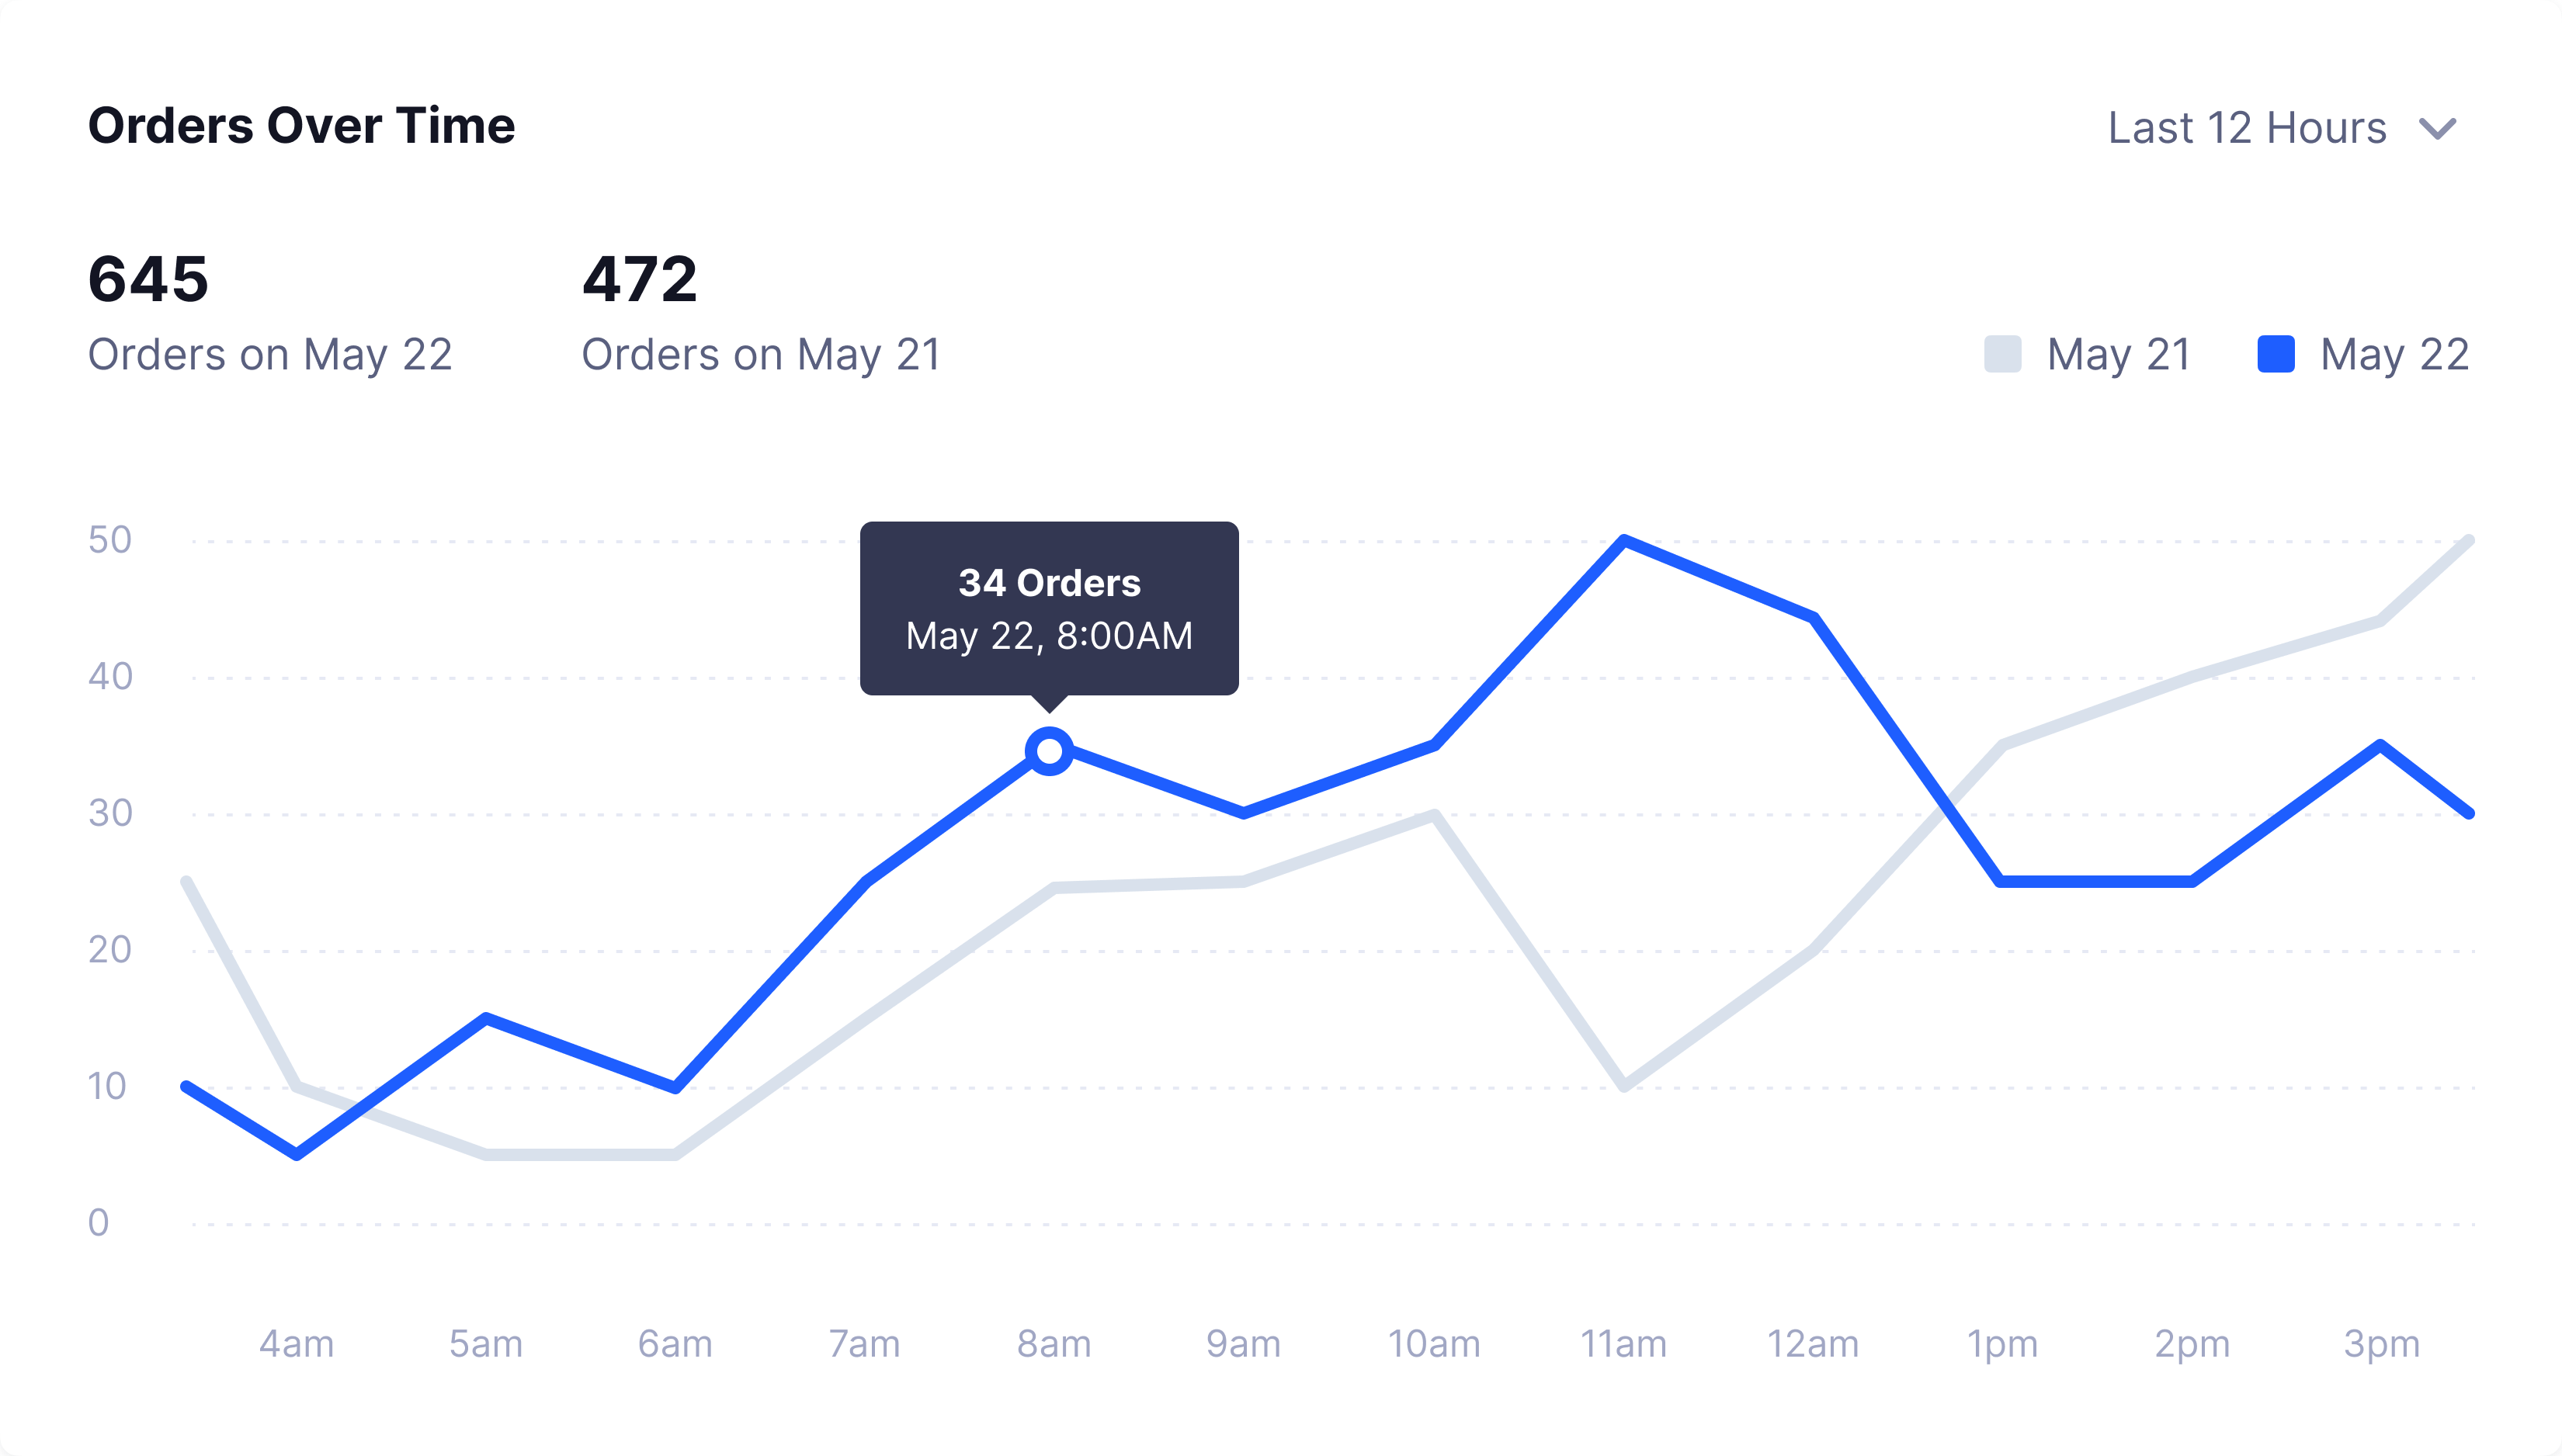 Orders Over Time
Last 12 Hours
645
Orders on May 22
472
Orders on May 21
May 21
May 22
50
40
30
20
10
0
34 Orders
May 22, 8:00AM
4am
5am
6am
7am
8am
9am
10am
11am
12am
1pm
2pm
3pm